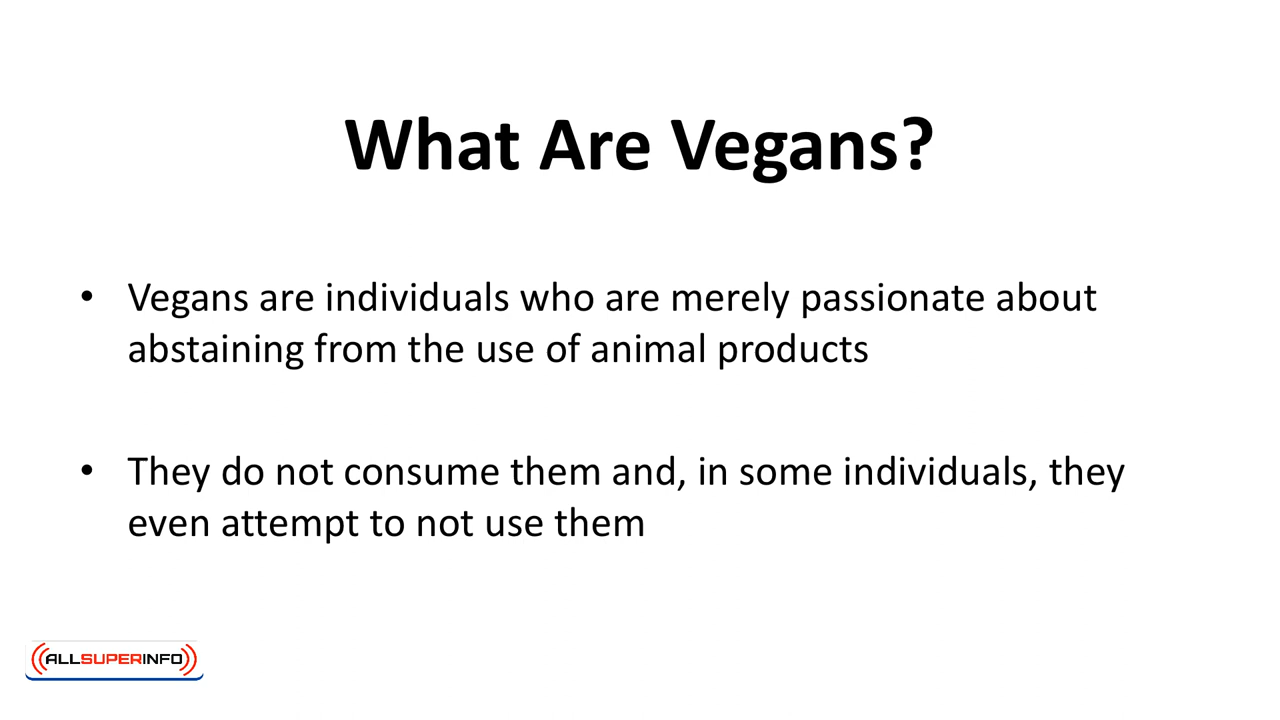 What Are Vegans?
• Vegans are individuals who are merely passionate about
abstaining from the use of animal products
• They do not consume them and, in some individuals, they
even attempt to not use them
ALLSUPERINFO